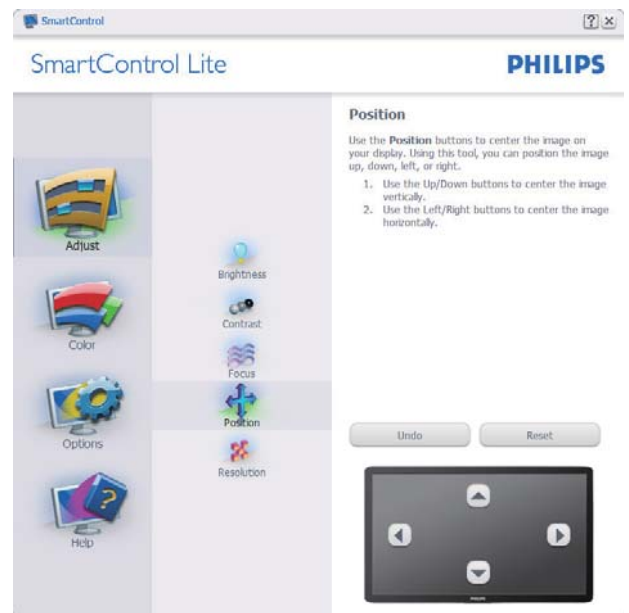 SmartControl
SmartControl Lite
PHILIPS
Adjust
Color
Options
Help
Brightness
Contrast
Focus
Position
Resolution
Position
Use the Position buttons to center the image on
your display. Using this tool, you can position the image
up, down, left, or right.
1. Use the Up/Down buttons to center the image
vertically.
2. Use the Left/Right buttons to center the image
horizontally.
Undo
Reset
PHILIPS